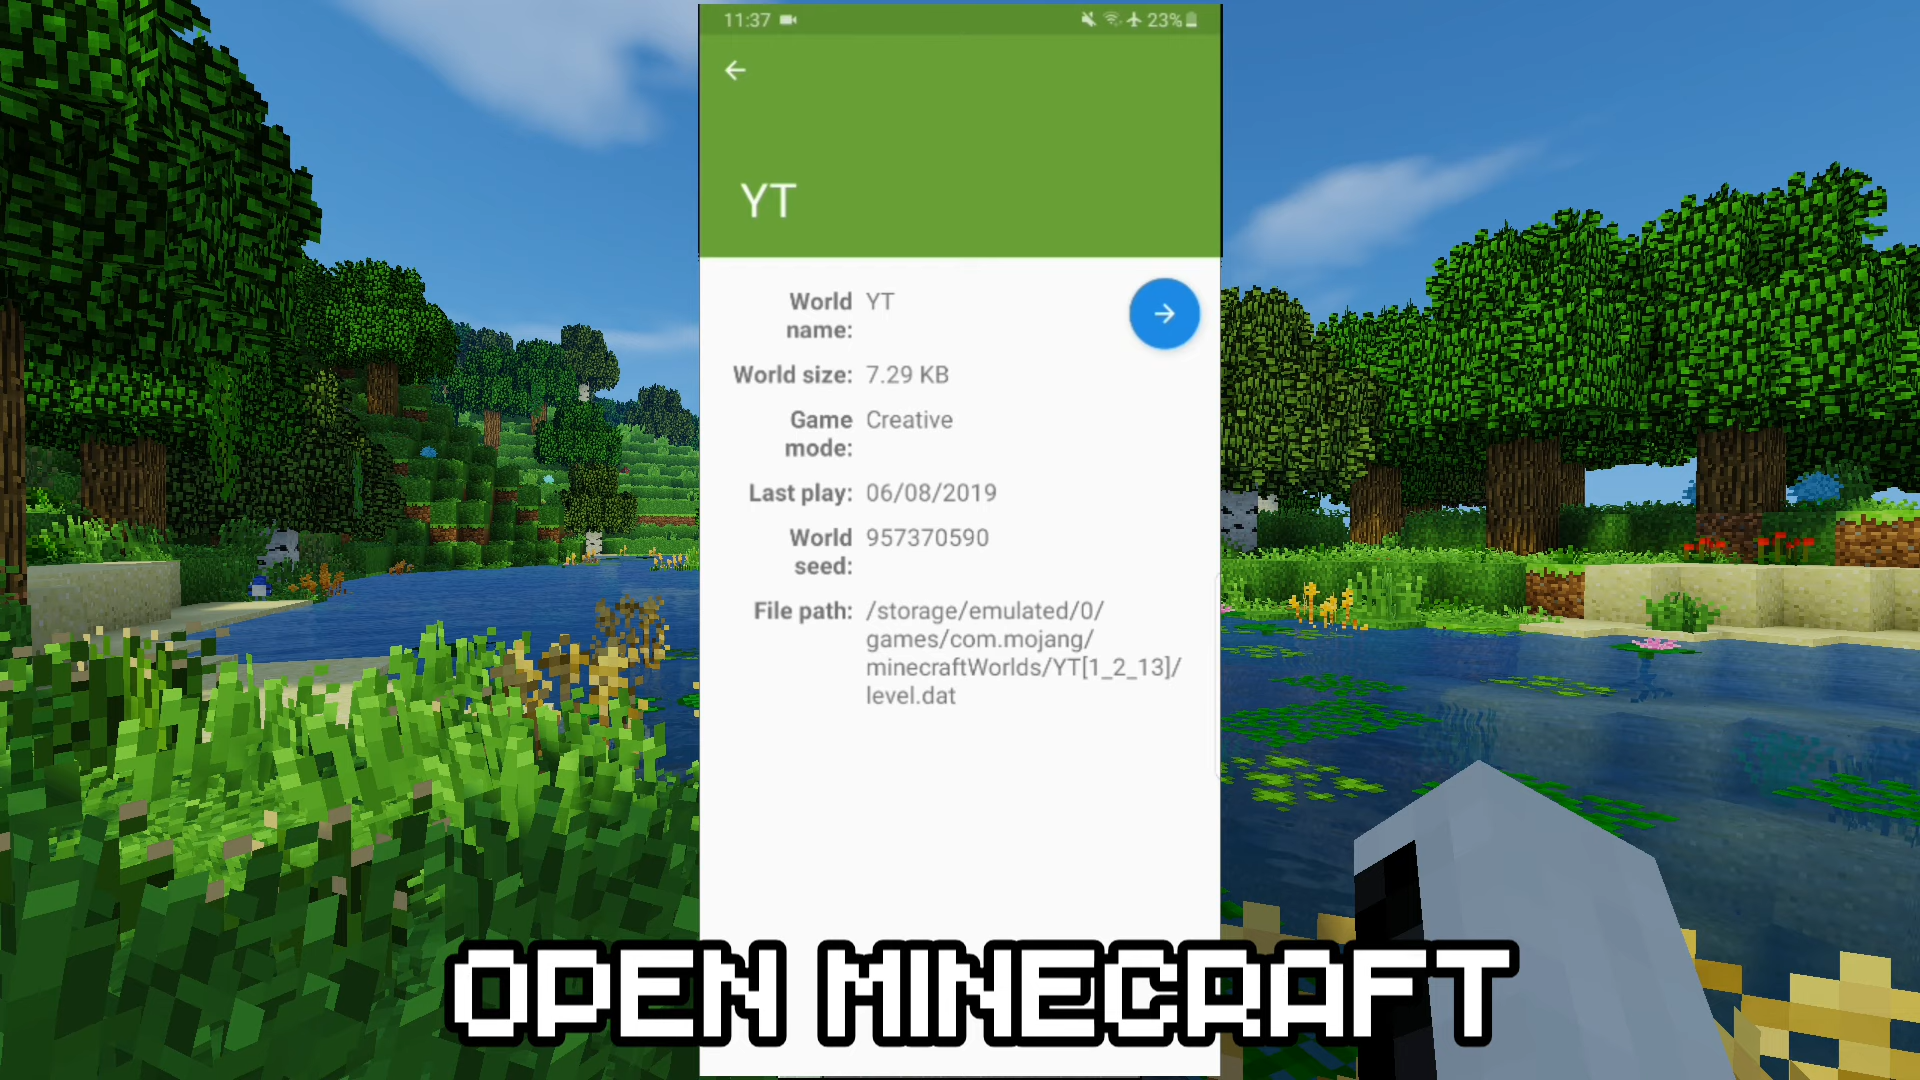 11:37
23%
YT
World
name:
YT
World size: 7.29 KB
Game
mode:
Creative
Last play: 06/08/2019
World
seed:
957370590
File path: /storage/emulated/0/
games/com.mojang/
minecraftWorlds/YT[1_2_13]/
level.dat
OPEN MINECRAFT